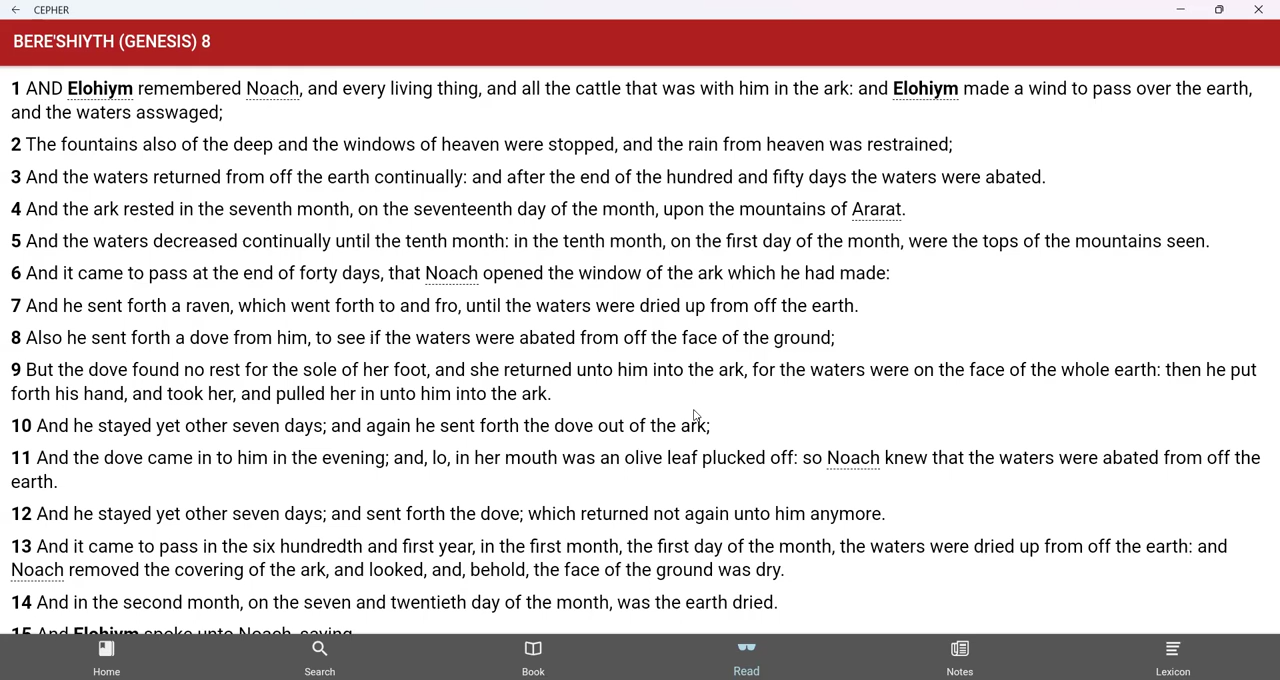 CEPHER
BERE'SHIYTH (GENESIS) 8
1 AND Elohiym remembered Noach, and every living thing, and all the cattle that was with him in the ark: and Elohiym made a wind to pass over the earth,
and the waters asswaged;
2 The fountains also of the deep and the windows of heaven were stopped, and the rain from heaven was restrained;
3 And the waters returned from off the earth continually: and after the end of the hundred and fifty days the waters were abated.
4 And the ark rested in the seventh month, on the seventeenth day of the month, upon the mountains of Ararat.
5 And the waters decreased continually until the tenth month: in the tenth month, on the first day of the month, were the tops of the mountains seen.
6 And it came to pass at the end of forty days, that Noach opened the window of the ark which he had made:
7 And he sent forth a raven, which went forth to and fro, until the waters were dried up from off the earth.
8 Also he sent forth a dove from him, to see if the waters were abated from off the face of the ground;
9 But the dove found no rest for the sole of her foot, and she returned unto him into the ark, for the waters were on the face of the whole earth: then he put
forth his hand, and took her, and pulled her in unto him into the ark.
10 And he stayed yet other seven days; and again he sent forth the dove out of the ark;
11 And the dove came in to him in the evening; and, lo, in her mouth was an olive leaf plucked off: so Noach knew that the waters were abated from off the
earth.
12 And he stayed yet other seven days; and sent forth the dove; which returned not again unto him anymore.
13 And it came to pass in the six hundredth and first year, in the first month, the first day of the month, the waters were dried up from off the earth: and
Noach removed the covering of the ark, and looked, and, behold, the face of the ground was dry.
14 And in the second month, on the seven and twentieth day of the month, was the earth dried.
15 And Elohiym spoke unto Noach, saying
Home Search Book Read Notes Lexicon